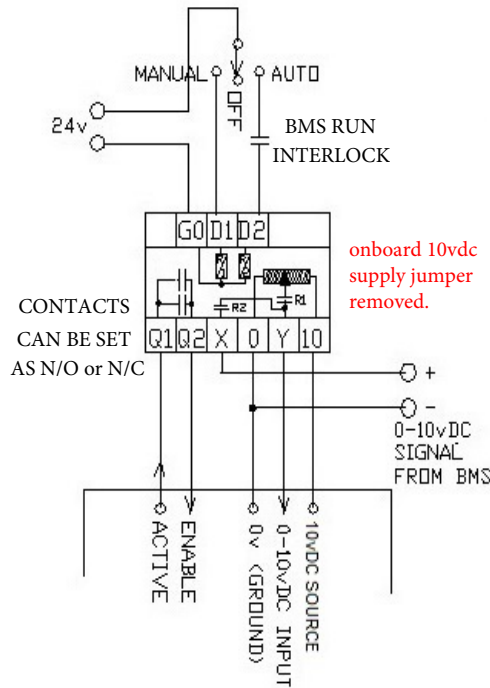 MANUAL
AUTO
OFF
24v
BMS RUN
INTERLOCK
G0 D1 D2
onboard 10vdc
supply jumper
removed.
R1
R2
CONTACTS
CAN BE SET
AS N/O or N/C
Q1 Q2 X 0 Y 10
+
-
0-10vDC
SIGNAL
FROM BMS
ACTIVE
ENABLE
0v (GROUND)
0-10vDC INPUT
10vDC SOURCE